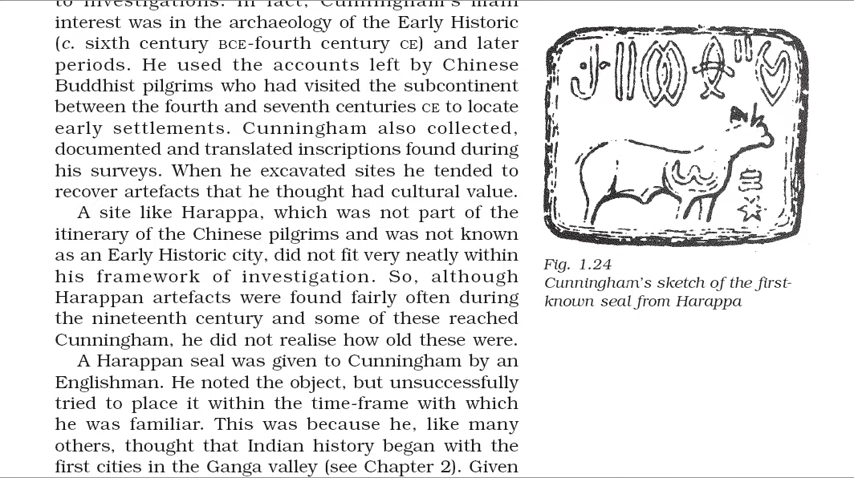 to investigations. In fact, Cunningham's main
interest was in the archaeology of the Early Historic
(c. sixth century BCE-fourth century CE) and later
periods. He used the accounts left by Chinese
Buddhist pilgrims who had visited the subcontinent
between the fourth and seventh centuries CE to locate
early settlements. Cunningham also collected,
documented and translated inscriptions found during
his surveys. When he excavated sites he tended to
recover artefacts that he thought had cultural value.
A site like Harappa, which was not part of the
itinerary of the Chinese pilgrims and was not known
as an Early Historic city, did not fit very neatly within
his framework of investigation. So, although
Harappan artefacts were found fairly often during
the nineteenth century and some of these reached
Cunningham, he did not realise how old these were.
A Harappan seal was given to Cunningham by an
Englishman. He noted the object, but unsuccessfully
tried to place it within the time-frame with which
he was familiar. This was because he, like many
others, thought that Indian history began with the
first cities in the Ganga valley (see Chapter 2). Given
Fig. 1.24
Cunningham's sketch of the first-
known seal from Harappa